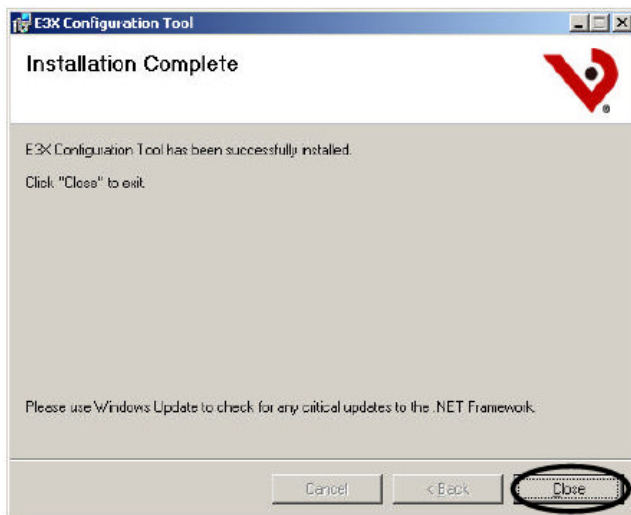 E3X Configuration Tool
Installation Complete
®
E3X Configuration Tool has been successfully installed.
Click "Close" to exit.
Please use Windows Update to check for any critical updates to the .NET Framework.
Cancel
< Back
Close